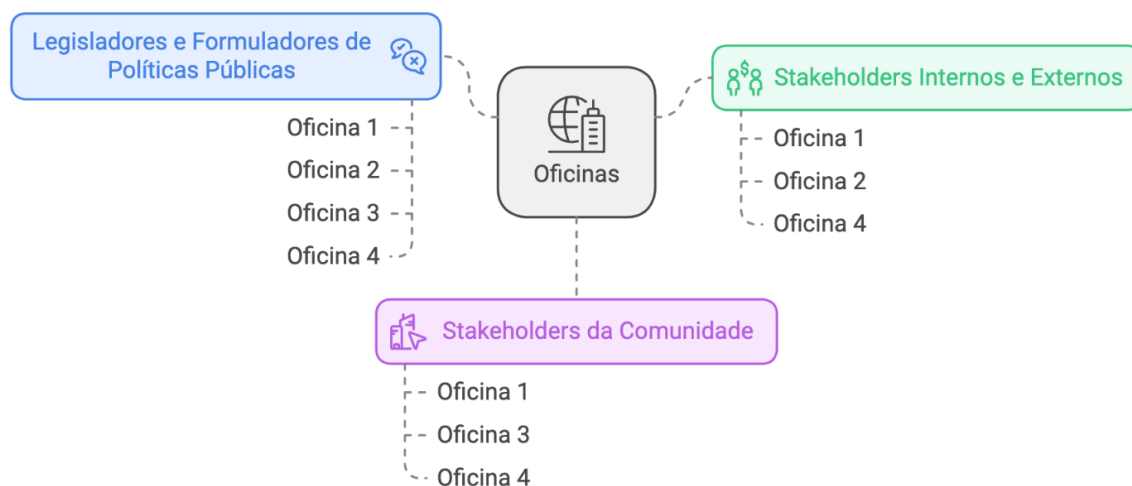 Legisladores e Formuladores de
Políticas Públicas
Oficina 1
Oficina 2
Oficina 3
Oficina 4
Oficinas
Stakeholders Internos e Externos
Oficina 1
Oficina 2
Oficina 4
Stakeholders da Comunidade
Oficina 1
Oficina 3
Oficina 4